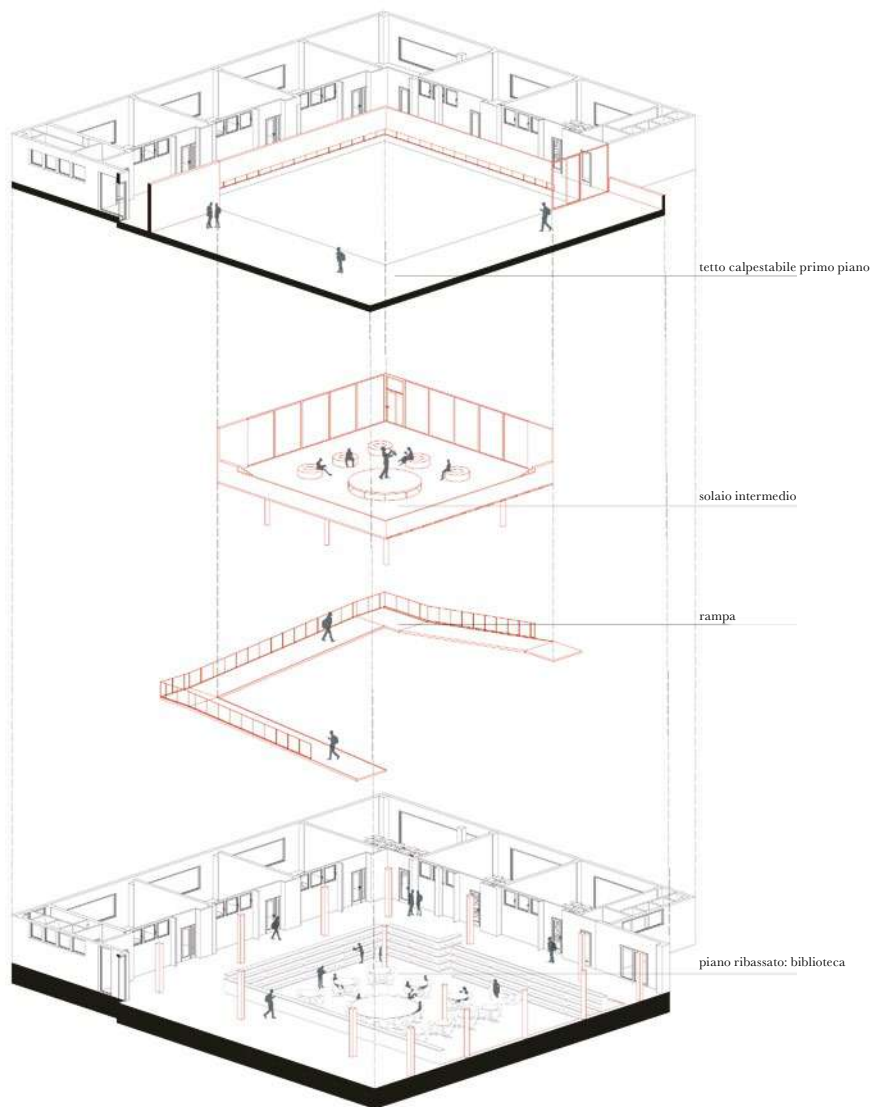 tetto calpestabile primo piano
solaio intermedio
rampa
piano ribassato: biblioteca